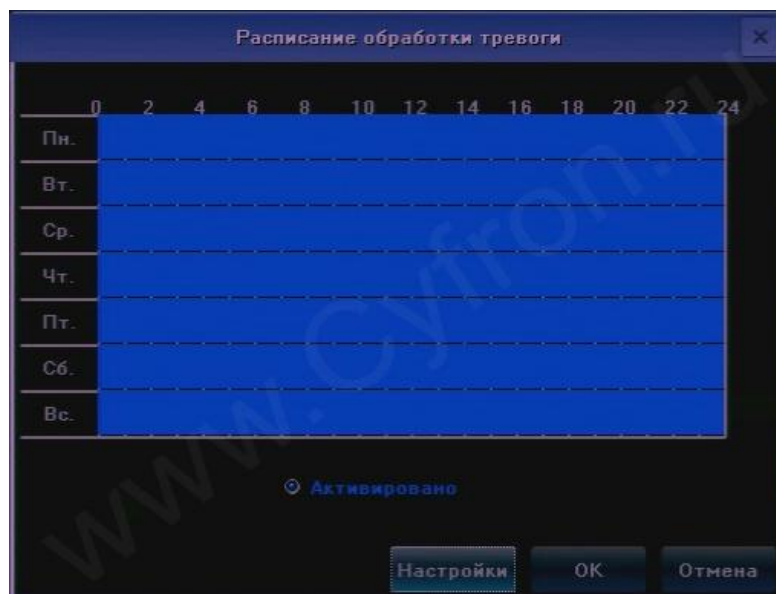 Расписание обработки тревоги
0 2 4 6 8 10 12 14 16 18 20 22 24
Пн.
Вт.
Ср.
Чт.
Пт.
Сб.
Вс.
Активировано
Настройки OK Отмена
www.Cyfron.ru